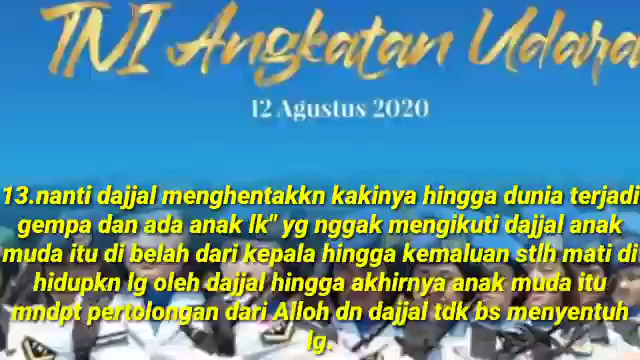 TNI Angkatan Udara
12 Agustus 2020
13.nanti dajjal menghentakkn kakinya hingga dunia terjadi
gempa dan ada anak lk" yg nggak mengikuti dajjal anak
muda itu di belah dari kepala hingga kemaluan stlh mati di
hidupkn lg oleh dajjal hingga akhirnya anak muda itu
mndpt pertolongan dari Alloh dn dajjal tdk bs menyentuh
lg.